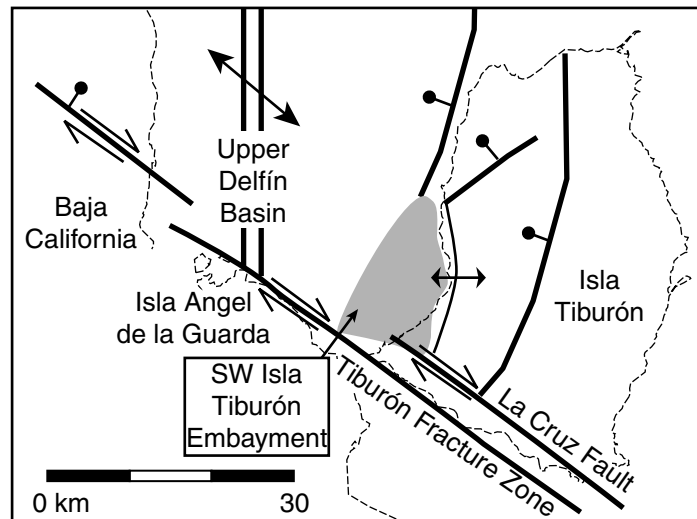 Upper
Delfín
Basin
Baja
California
Isla Angel
de la Guarda
Isla
Tiburón
SW Isla
Tiburón
Embayment
Tiburón Fracture Zone
La Cruz Fault
0 km 30